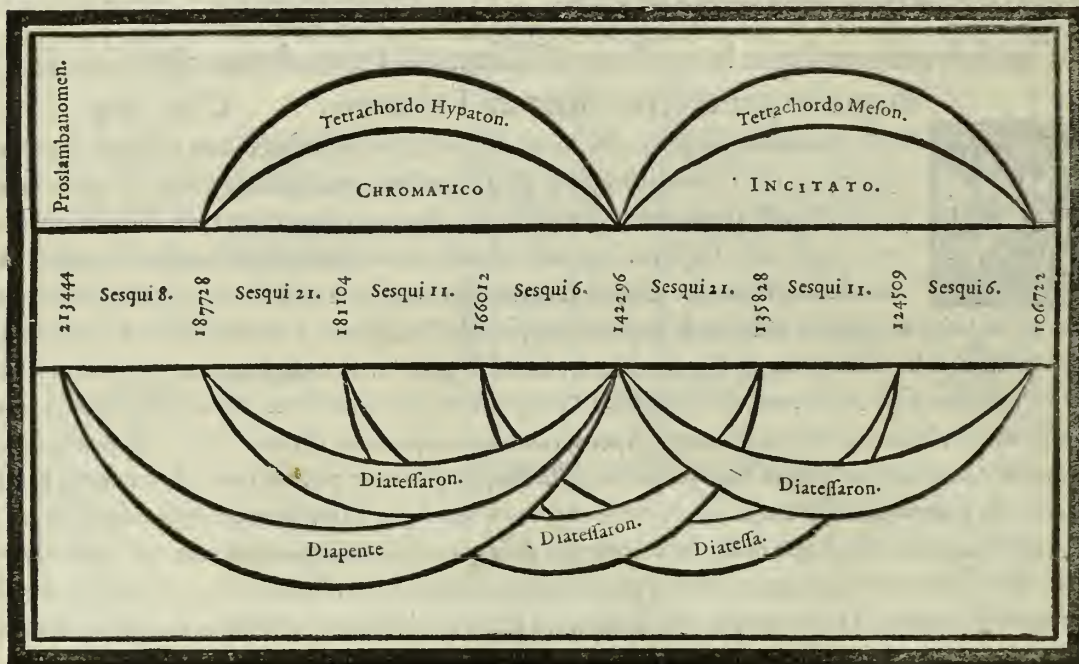 Proslambanomen.
Tetrachordo Hypaton.
Tetrachordo Meſon.
CHROMATICO
INCITATO.
213444 Sesqui 8. 187728 Sesqui 21. 181104 Sesqui 11. 166012 Sesqui 6. 142296 Sesqui 21. 135828 Sesqui 11. 124509 Sesqui 6. 106722
Diateſſaron.
Diateſſaron.
Diapente
Diateſſaron.
Diateſſa.